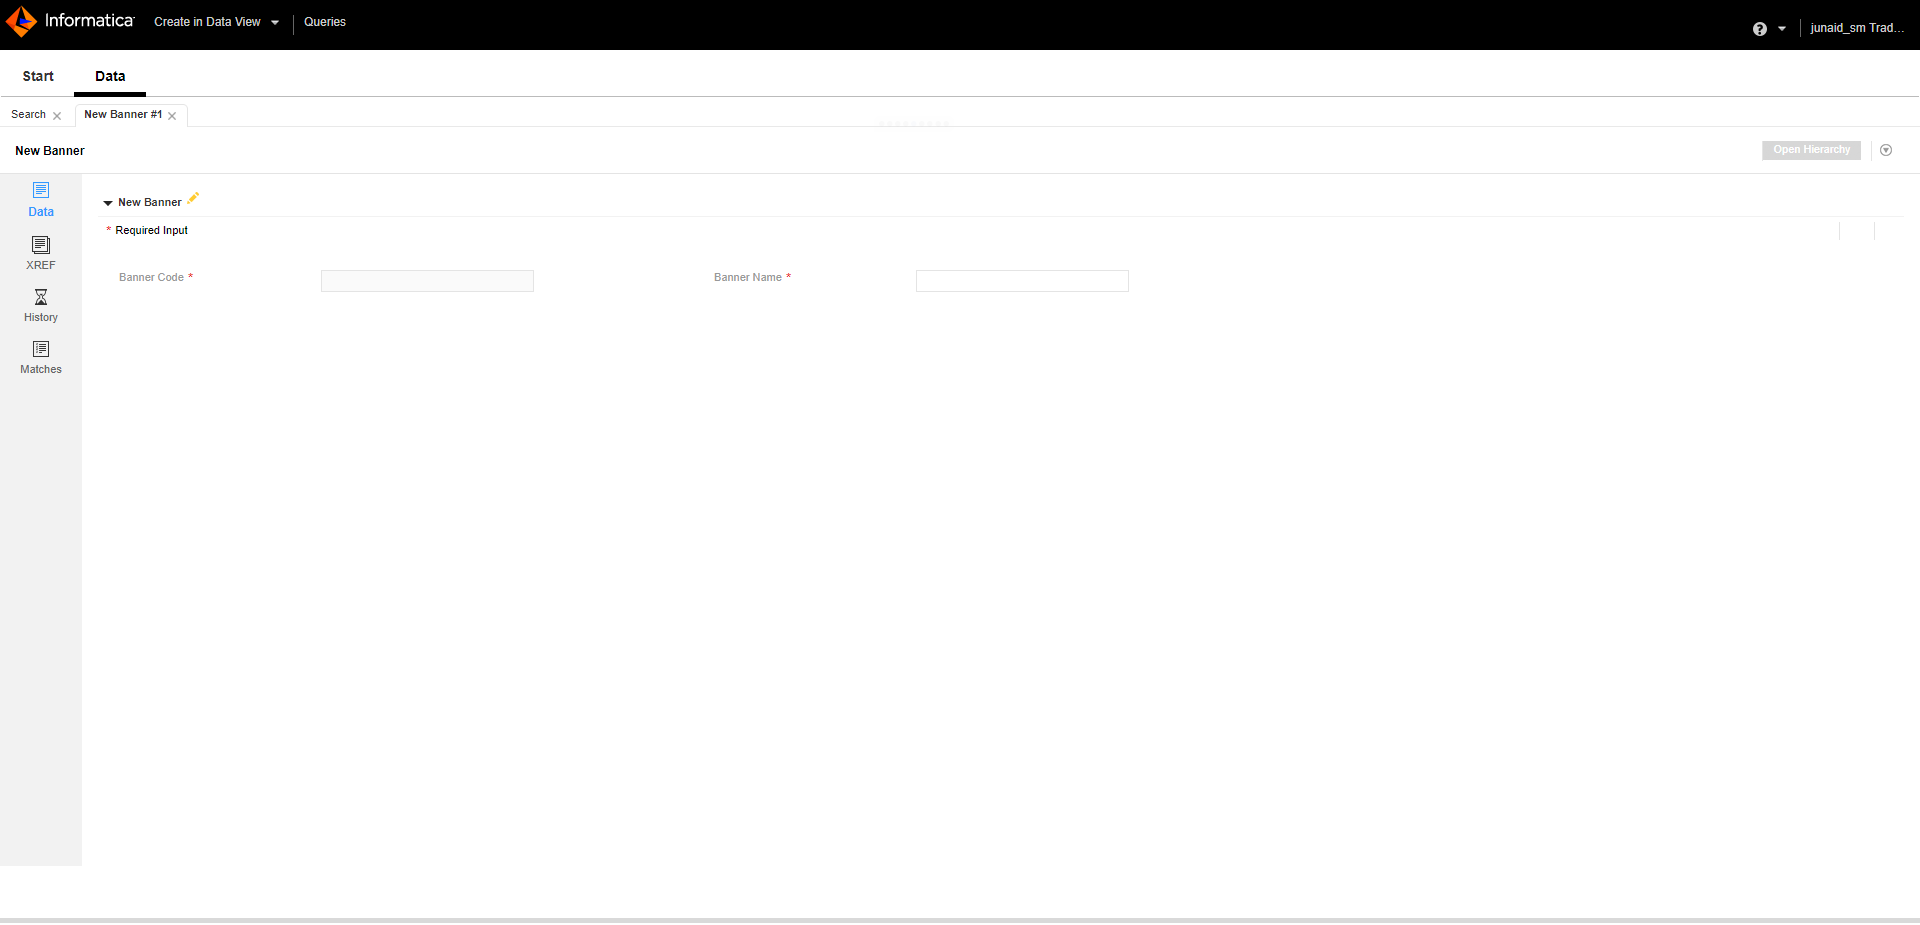 Informatica Create in Data View Queries junaid_sm Trad...
Start Data
Search New Banner #1
New Banner Open Hierarchy
Data
New Banner
* Required Input
XREF
Banner Code * Banner Name *
History
Matches